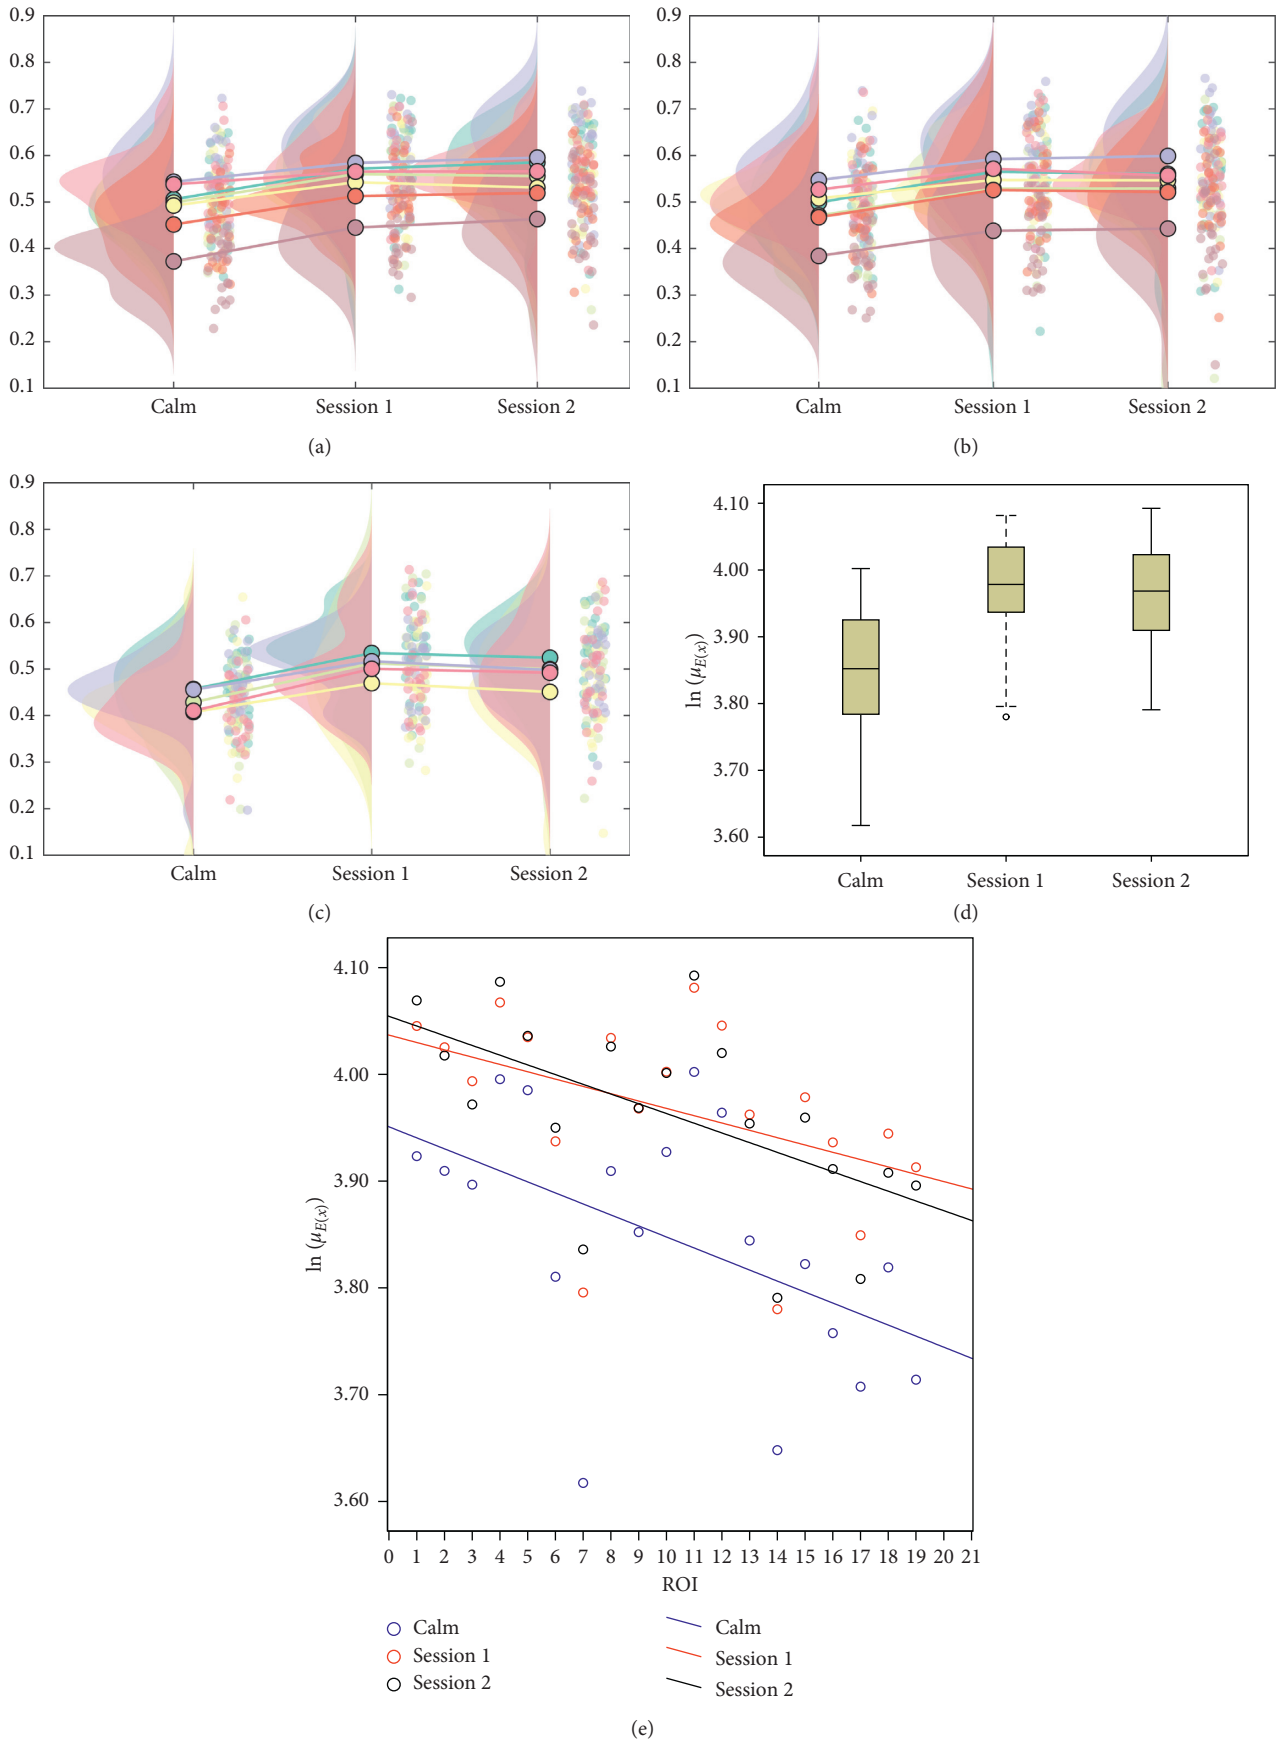 0.9
0.8
0.7
0.6
0.5
0.4
0.3
0.2
0.1
Calm Session 1 Session 2
(a)
0.9
0.8
0.7
0.6
0.5
0.4
0.3
0.2
0.1
Calm Session 1 Session 2
(b)
0.9
0.8
0.7
0.6
0.5
0.4
0.3
0.2
0.1
Calm Session 1 Session 2
(c)
ln (μE(x))
4.10
4.00
3.90
3.80
3.70
3.60
Calm Session 1 Session 2
(d)
ln (μE(x))
4.10
4.00
3.90
3.80
3.70
3.60
0 1 2 3 4 5 6 7 8 9 10 11 12 13 14 15 16 17 18 19 20 21
ROI
Calm
Session 1
Session 2
Calm
Session 1
Session 2
(e)